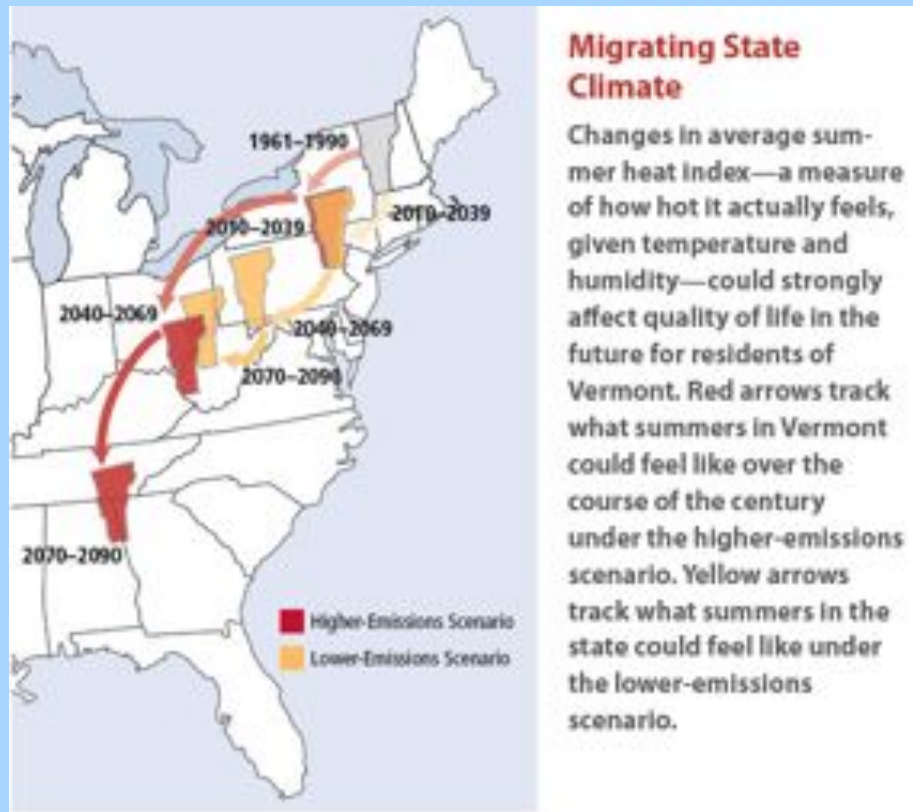 Migrating State
Climate
Changes in average sum-
mer heat index—a measure
of how hot it actually feels,
given temperature and
humidity—could strongly
affect quality of life in the
future for residents of
Vermont. Red arrows track
what summers in Vermont
could feel like over the
course of the century
under the higher-emissions
scenario. Yellow arrows
track what summers in the
state could feel like under
the lower-emissions
scenario.
1961–1990
2010–2039
2010–2039
2040–2069
2040–2069
2070–2090
2070–2090
Higher-Emissions Scenario
Lower-Emissions Scenario